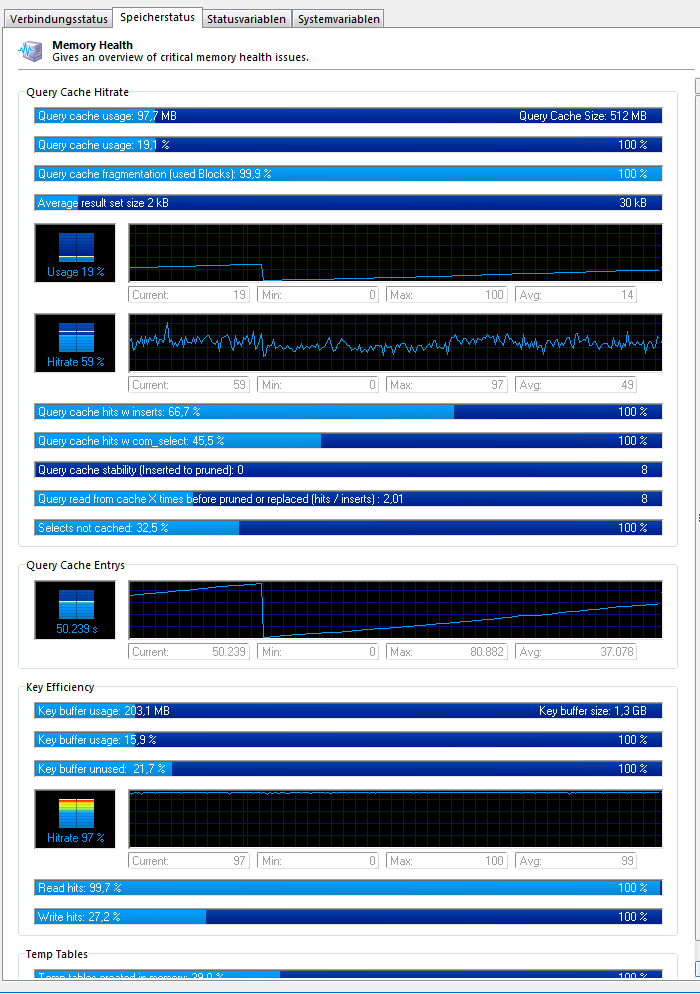 Verbindungsstatus Speicherstatus Statusvariablen Systemvariablen
Memory Health
Gives an overview of critical memory health issues.
Query Cache Hitrate
Query cache usage: 97,7 MB Query Cache Size: 512 MB
Query cache usage: 19,1 % 100 %
Query cache fragmentation (used Blocks): 99,9 % 100 %
Average result set size 2 kB 30 kB
Usage 19 %
Current: 19 Min: 0 Max: 100 Avg: 14
Hitrate 59 %
Current: 59 Min: 0 Max: 97 Avg: 49
Query cache hits w inserts: 66,7 % 100 %
Query cache hits w com_select: 45,5 % 100 %
Query cache stability (Inserted to pruned): 0 8
Query read from cache X times before pruned or replaced (hits / inserts) : 2,01 8
Selects not cached: 32,5 % 100 %
Query Cache Entrys
50.239 s
Current: 50.239 Min: 0 Max: 80.882 Avg: 37.078
Key Efficiency
Key buffer usage: 203,1 MB Key buffer size: 1,3 GB
Key buffer usage: 15,9 % 100 %
Key buffer unused: 21,7 % 100 %
Hitrate 97 %
Current: 97 Min: 0 Max: 100 Avg: 99
Read hits: 99,7 % 100 %
Write hits: 27,2 % 100 %
Temp Tables
Temp tables created in memory: 39,0 % 100 %